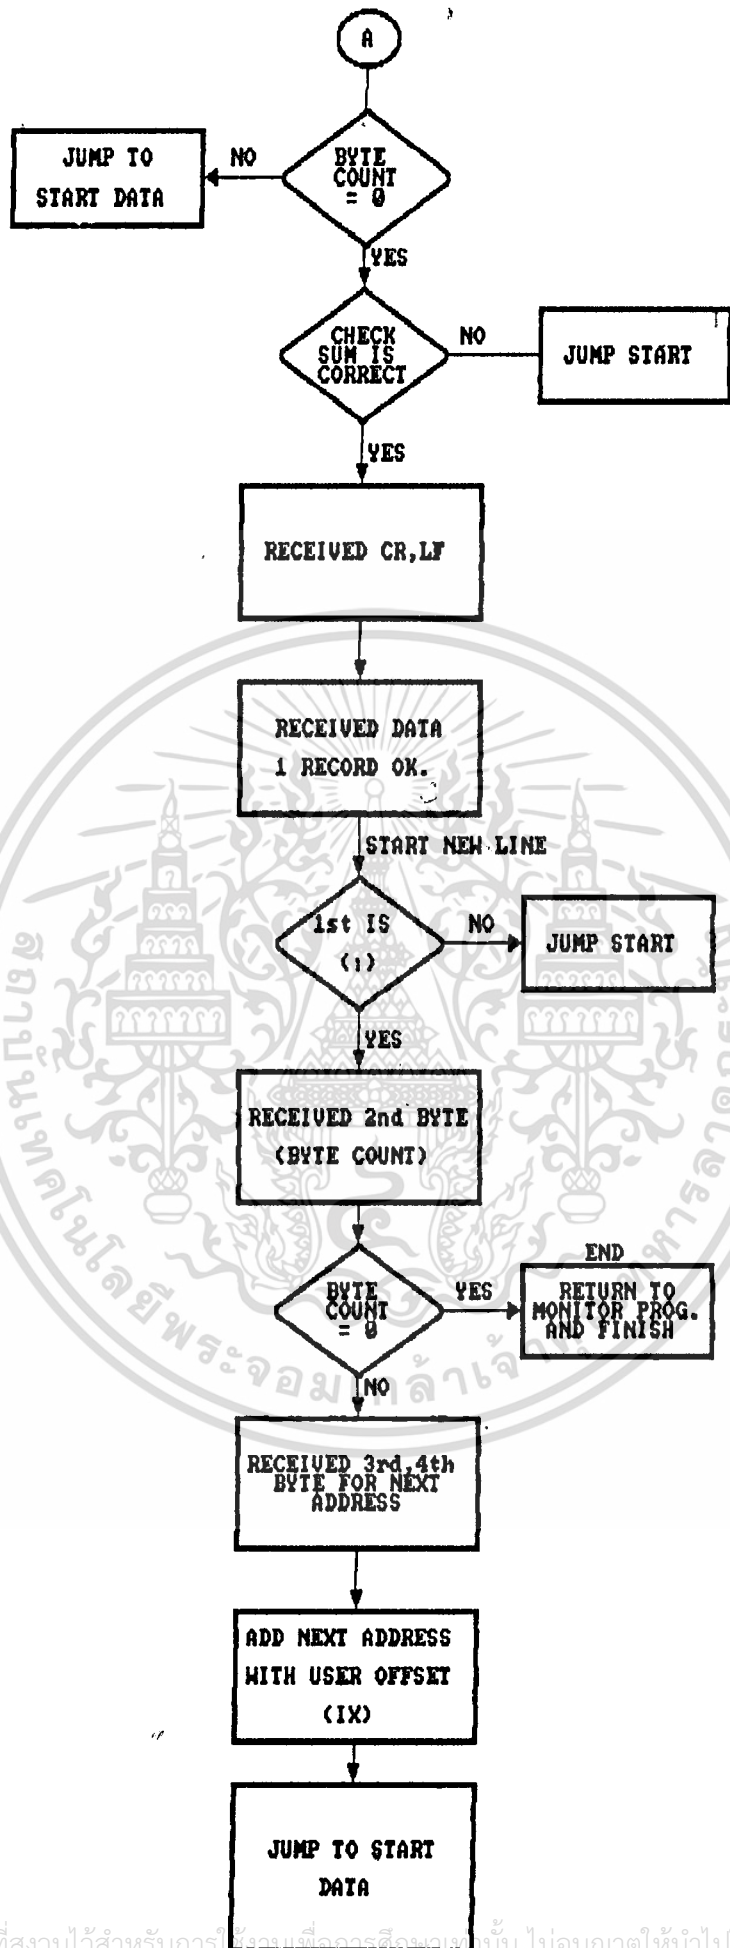 A
BYTE
COUNT
= 0
NO
JUMP TO
START DATA
YES
CHECK
SUM IS
CORRECT
NO
JUMP START
YES
RECEIVED CR,LF
RECEIVED DATA
1 RECORD OK.
START NEW LINE
1st IS
(;)
NO
JUMP START
YES
RECEIVED 2nd BYTE
(BYTE COUNT)
BYTE
COUNT
= 0
YES
END
RETURN TO
MONITOR PROG.
AND FINISH
NO
RECEIVED 3rd,4th
BYTE FOR NEXT
ADDRESS
ADD NEXT ADDRESS
WITH USER OFFSET
(IX)
JUMP TO START
DATA